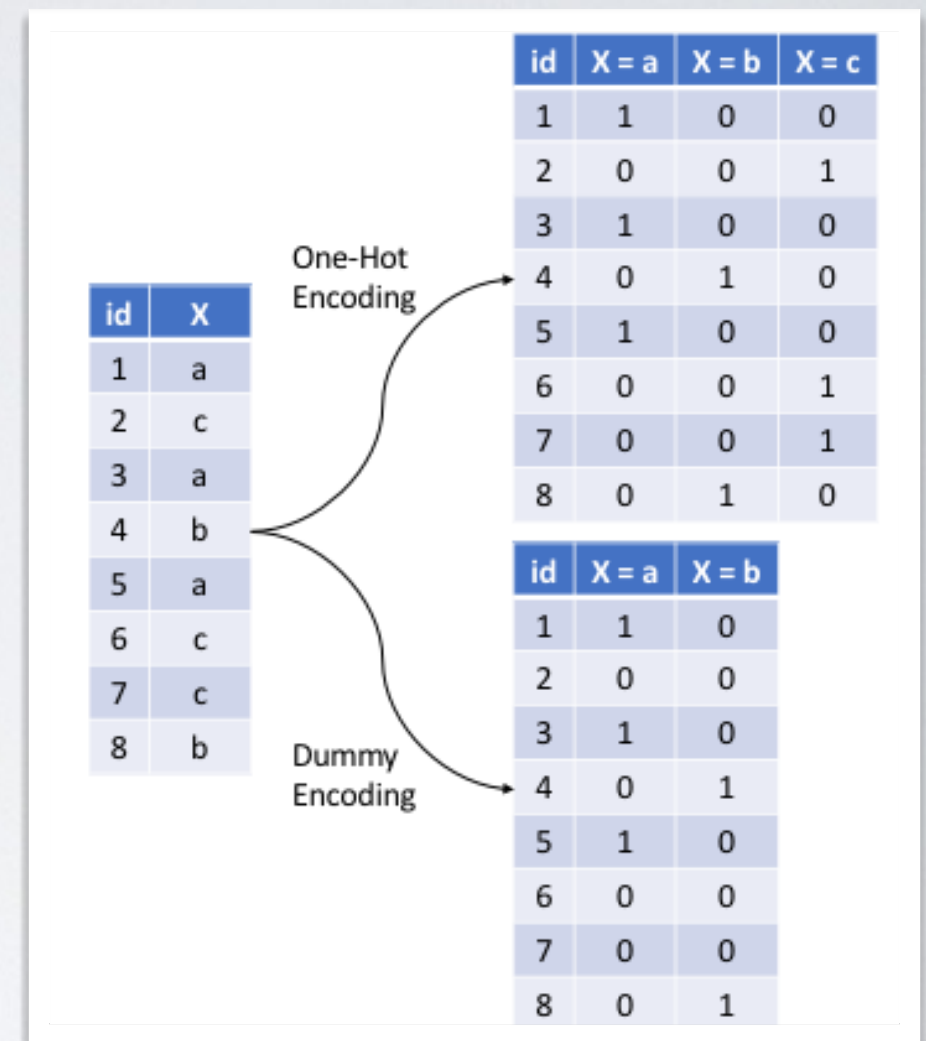 id X
1 a
2 c
3 a
4 b
5 a
6 c
7 c
8 b
One-Hot
Encoding
id X = a X = b X = c
1 1 0 0
2 0 0 1
3 1 0 0
4 0 1 0
5 1 0 0
6 0 0 1
7 0 0 1
8 0 1 0
Dummy
Encoding
id X = a X = b
1 1 0
2 0 0
3 1 0
4 0 1
5 1 0
6 0 0
7 0 0
8 0 1